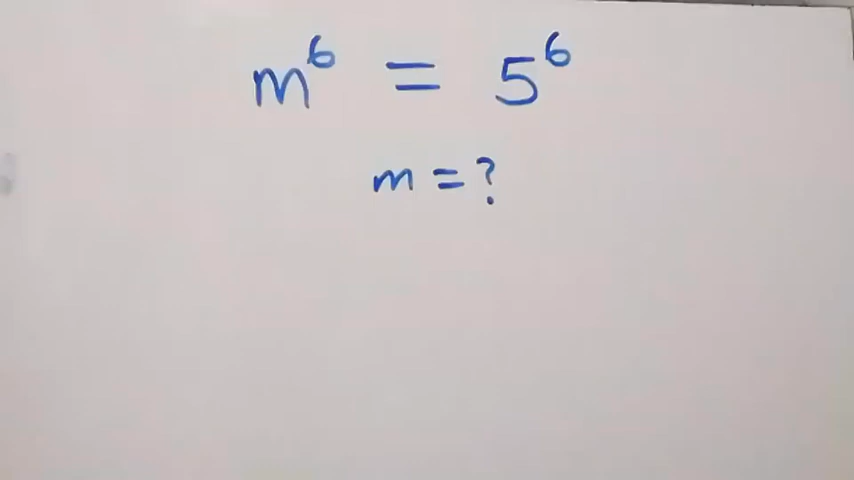 m⁶ = 5⁶
m = ?